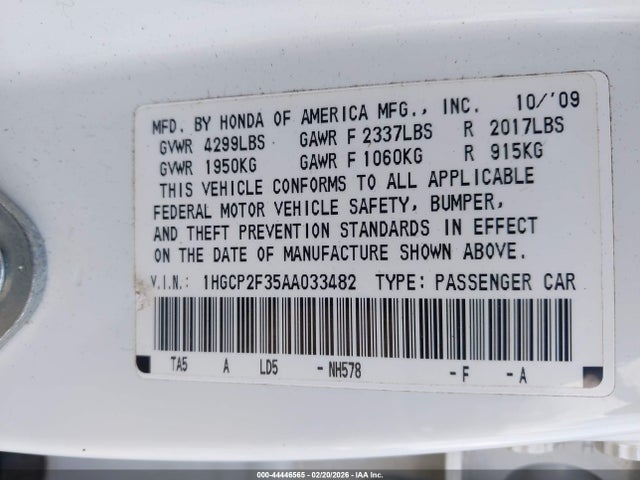 MFD. BY HONDA OF AMERICA MFG., INC. 10/'09
GVWR 4299LBS GAWR F 2337LBS R 2017LBS
GVWR 1950KG GAWR F 1060KG R 915KG
THIS VEHICLE CONFORMS TO ALL APPLICABLE
FEDERAL MOTOR VEHICLE SAFETY, BUMPER,
AND THEFT PREVENTION STANDARDS IN EFFECT
ON THE DATE OF MANUFACTURE SHOWN ABOVE.
V.I.N.: 1HGCP2F35AA033482 TYPE: PASSENGER CAR
TA5 A LD5 - NH578 - F - A
000-44446565 - 02/20/2026 - IAA Inc.